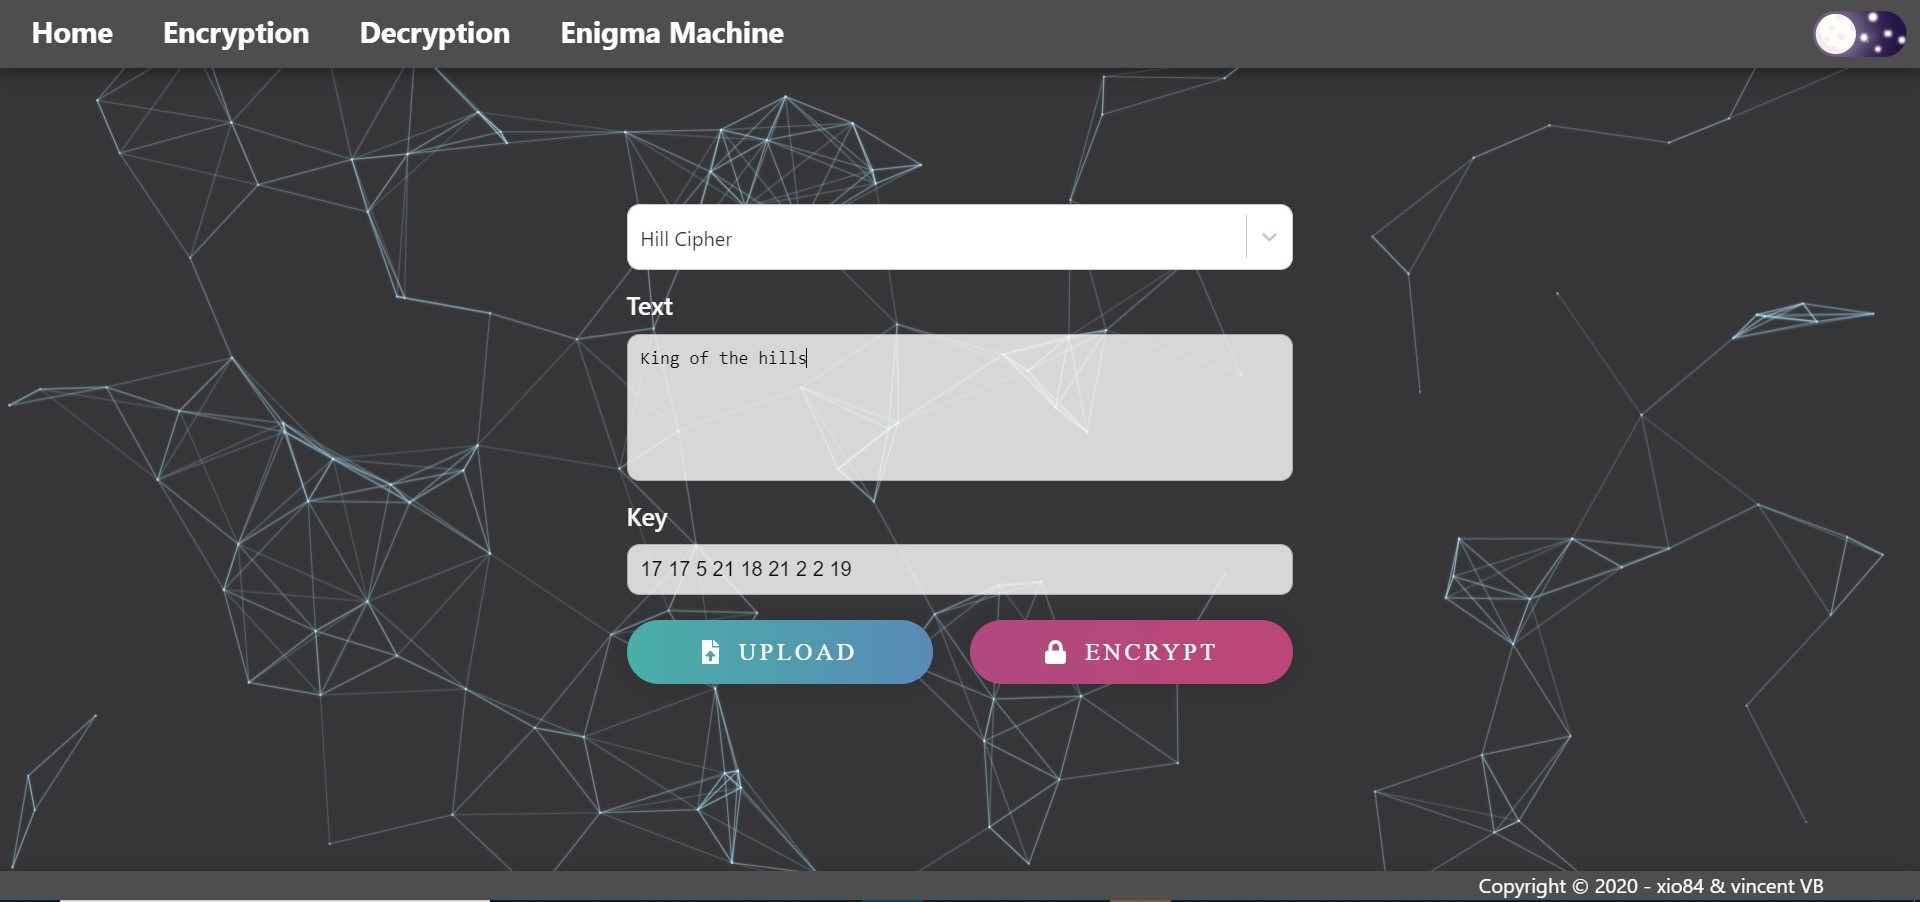 Home Encryption Decryption Enigma Machine
Hill Cipher
Text
King of the hills
Key
17 17 5 21 18 21 2 2 19
UPLOAD ENCRYPT
Copyright © 2020 - xio84 & vincent VB